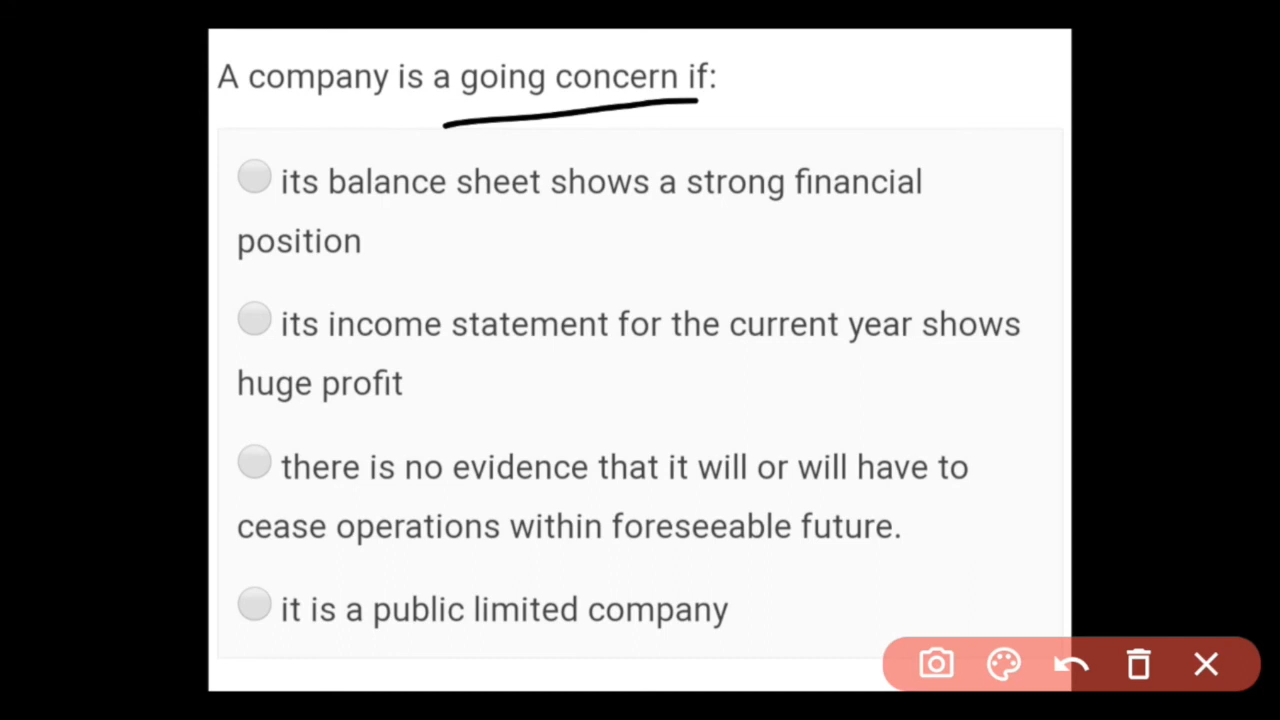 A company is a going concern if:
its balance sheet shows a strong financial
position
its income statement for the current year shows
huge profit
there is no evidence that it will or will have to
cease operations within foreseeable future.
it is a public limited company